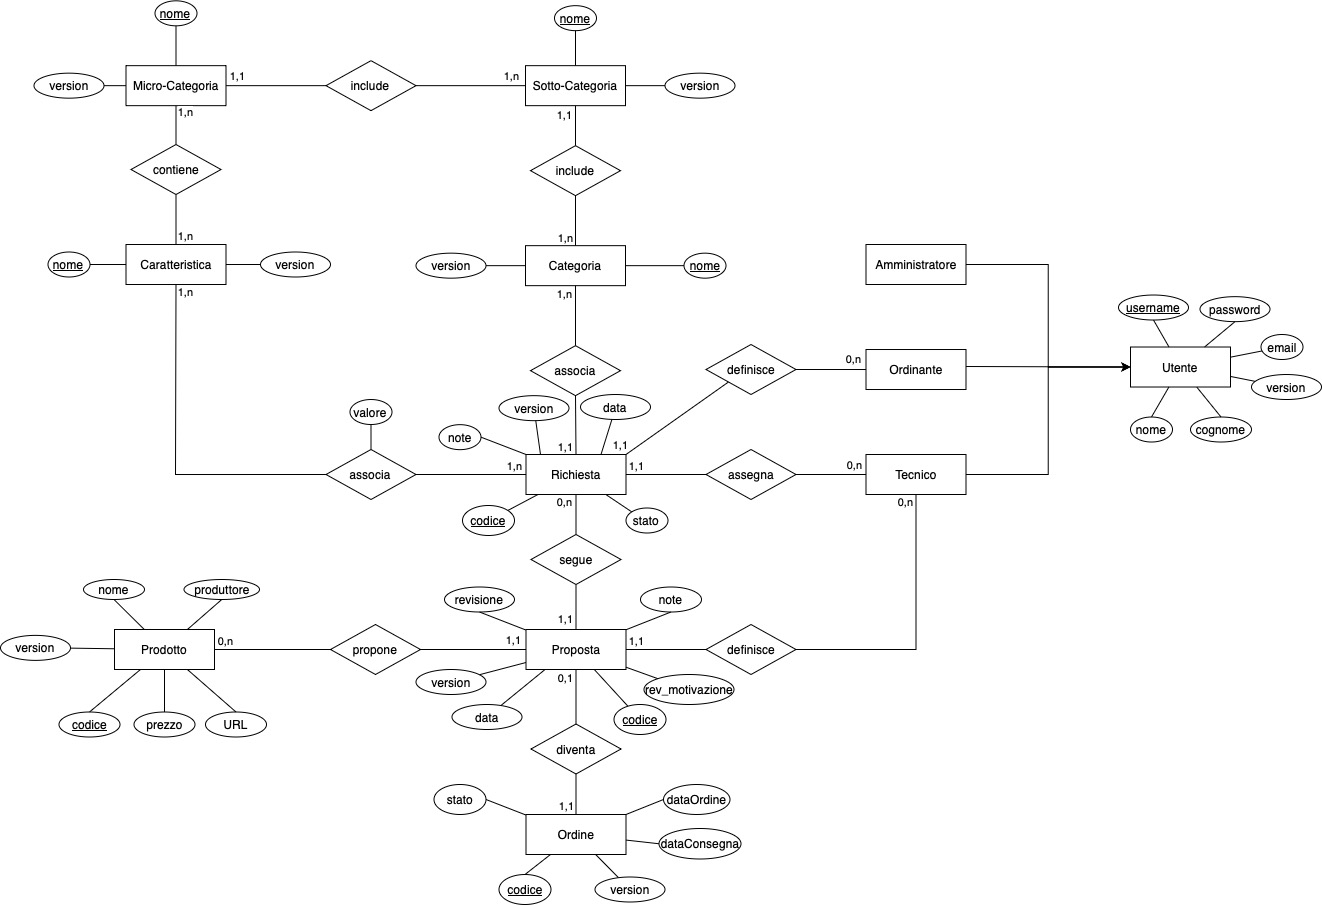 nome
nome
version
Micro-Categoria
1,1
include
1,n
Sotto-Categoria
version
1,n
1,1
contiene
include
1,n
1,n
nome
Caratteristica
version
version
Categoria
nome
Amministratore
1,n
1,n
username
password
email
definisce
0,n
Ordinante
Utente
associa
version
valore
version
data
nome
cognome
note
1,1
1,1
associa
1,n
Richiesta
1,1
assegna
0,n
Tecnico
0,n
0,n
codice
stato
segue
nome
produttore
revisione
note
1,1
version
Prodotto
0,n
propone
1,1
Proposta
1,1
definisce
version
0,1
rev_motivazione
data
codice
codice
prezzo
URL
diventa
stato
1,1
dataOrdine
Ordine
dataConsegna
codice
version